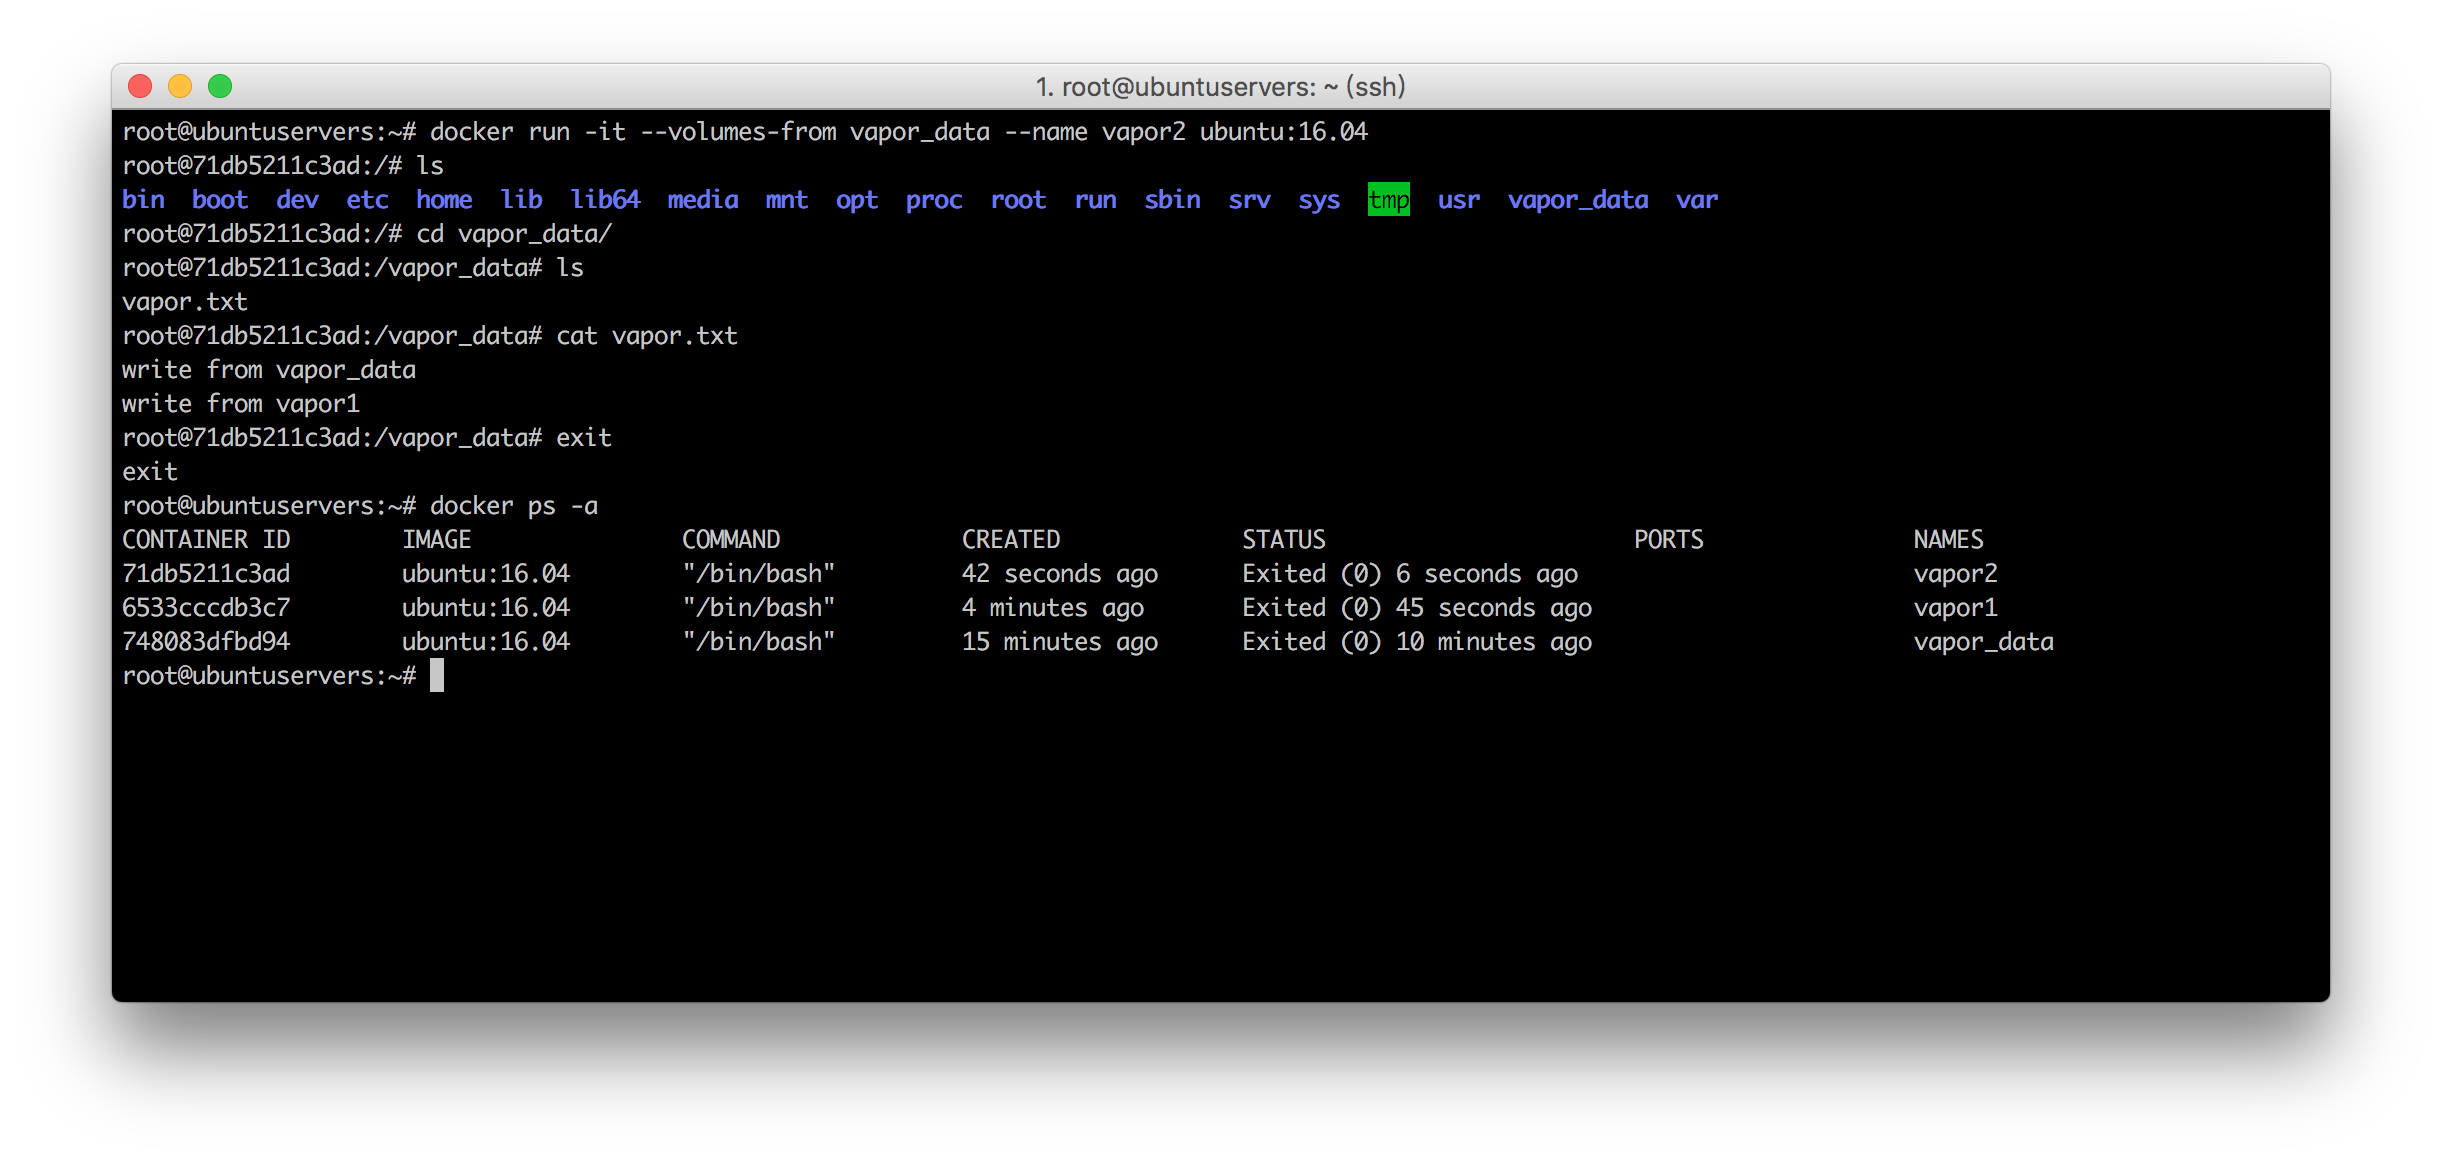 1. root@ubuntuservers: ~ (ssh)
root@ubuntuservers:~# docker run -it --volumes-from vapor_data --name vapor2 ubuntu:16.04
root@71db5211c3ad:/# ls
bin  boot  dev  etc  home  lib  lib64  media  mnt  opt  proc  root  run  sbin  srv  sys  tmp  usr  vapor_data  var
root@71db5211c3ad:/# cd vapor_data/
root@71db5211c3ad:/vapor_data# ls
vapor.txt
root@71db5211c3ad:/vapor_data# cat vapor.txt
write from vapor_data
write from vapor1
root@71db5211c3ad:/vapor_data# exit
exit
root@ubuntuservers:~# docker ps -a
CONTAINER ID        IMAGE               COMMAND             CREATED             STATUS                      PORTS               NAMES
71db5211c3ad        ubuntu:16.04        "/bin/bash"         42 seconds ago      Exited (0) 6 seconds ago                        vapor2
6533cccdb3c7        ubuntu:16.04        "/bin/bash"         4 minutes ago       Exited (0) 45 seconds ago                       vapor1
748083dfbd94        ubuntu:16.04        "/bin/bash"         15 minutes ago      Exited (0) 10 minutes ago                       vapor_data
root@ubuntuservers:~#